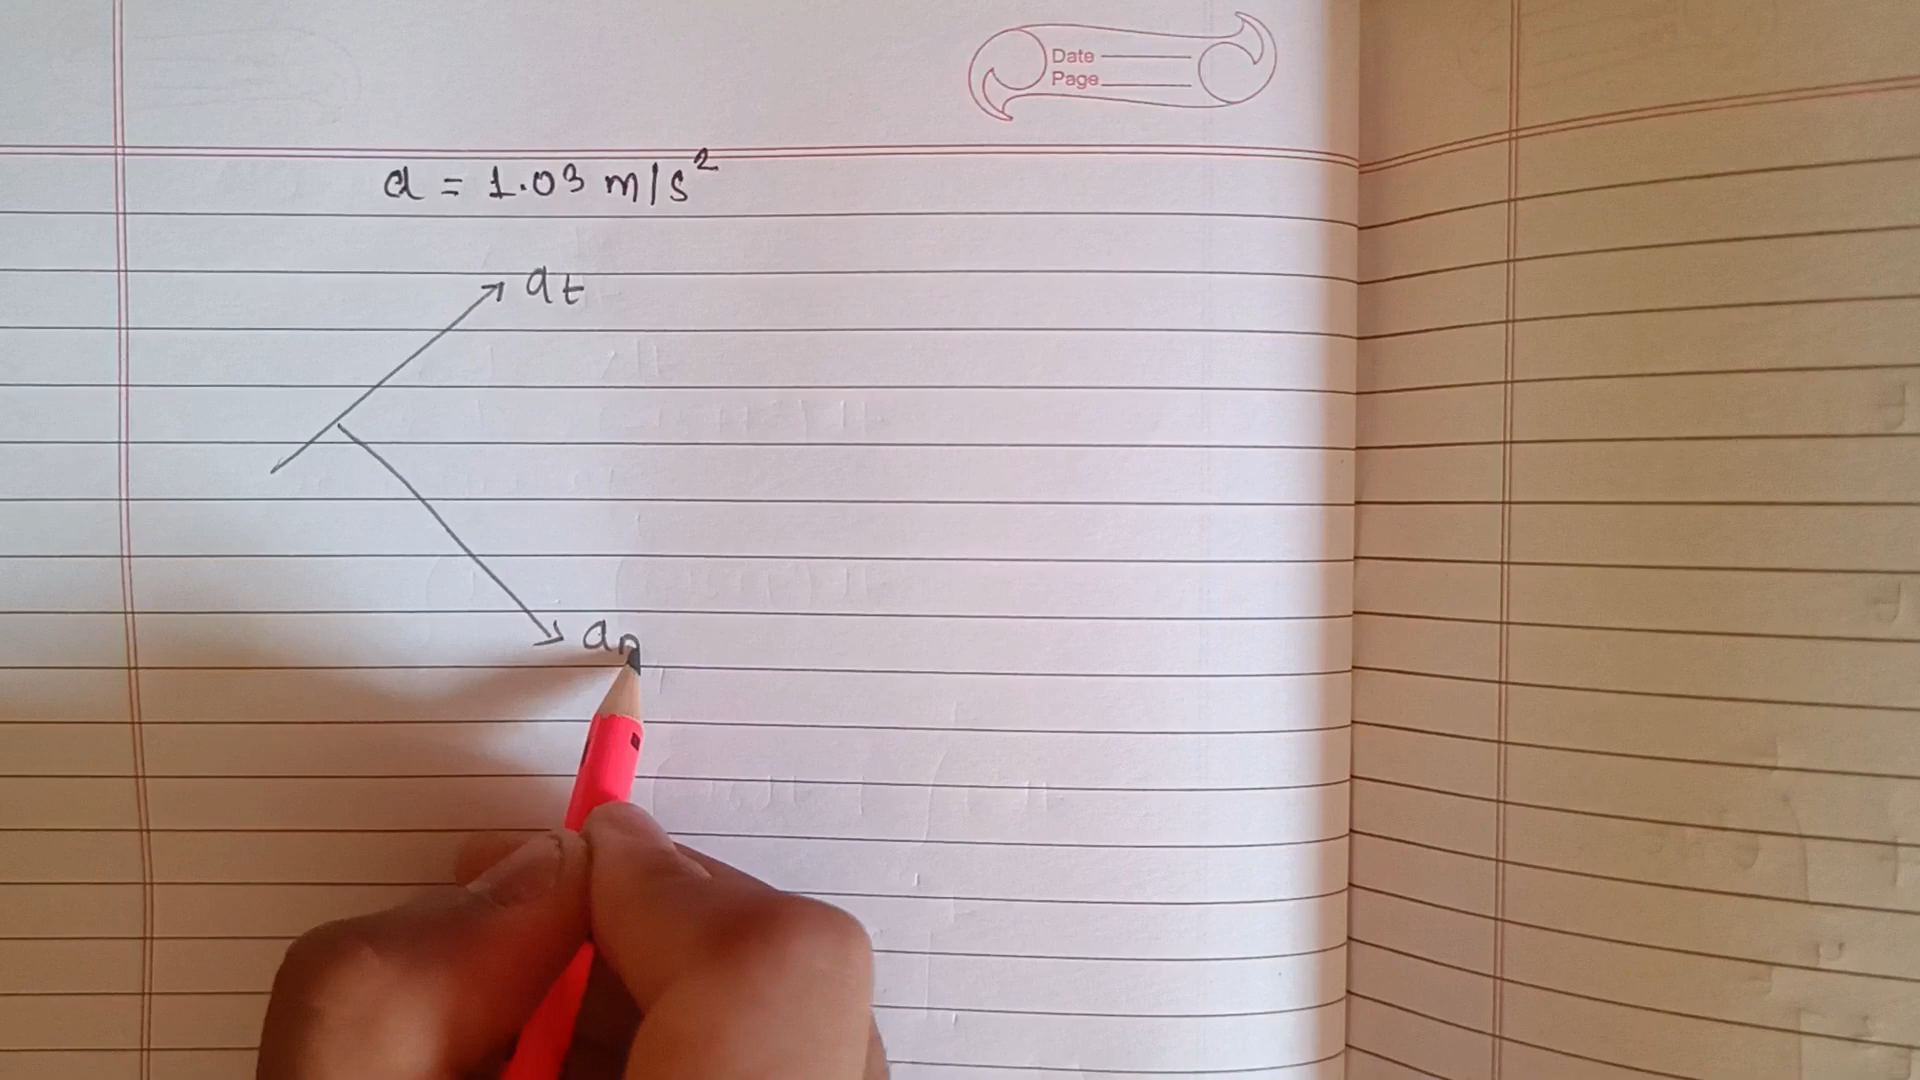 Date
Page
a = 1.03 m/s²
at
an